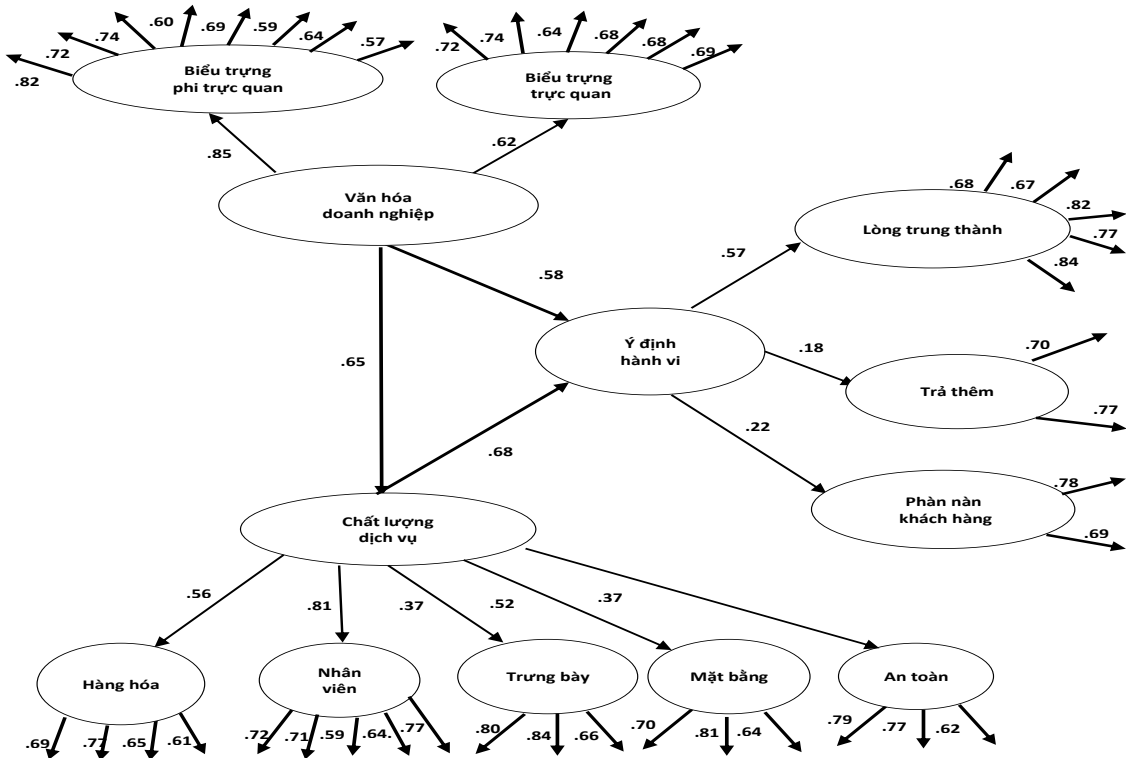 .82
.72
.74
.60
.69
.59
.64
.57
Biểu trựng
phi trực quan
.72
.74
.64
.68
.68
.69
Biểu trựng
trực quan
.85
.62
Văn hóa
doanh nghiệp
.68
.67
.82
.77
.84
Lòng trung thành
.58
.57
.65
Ý định
hành vi
.18
.70
.77
Trả thêm
.22
.68
.78
.69
Phàn nàn
khách hàng
Chất lượng
dịch vụ
.56
.81
.37
.52
.37
Hàng hóa
Nhân
viên
Trưng bày
Mặt bằng
An toàn
.69
.77
.65
.61
.72
.71
.59
.64.
.77
.80
.84
.66
.70
.81
.64
.79
.77
.62